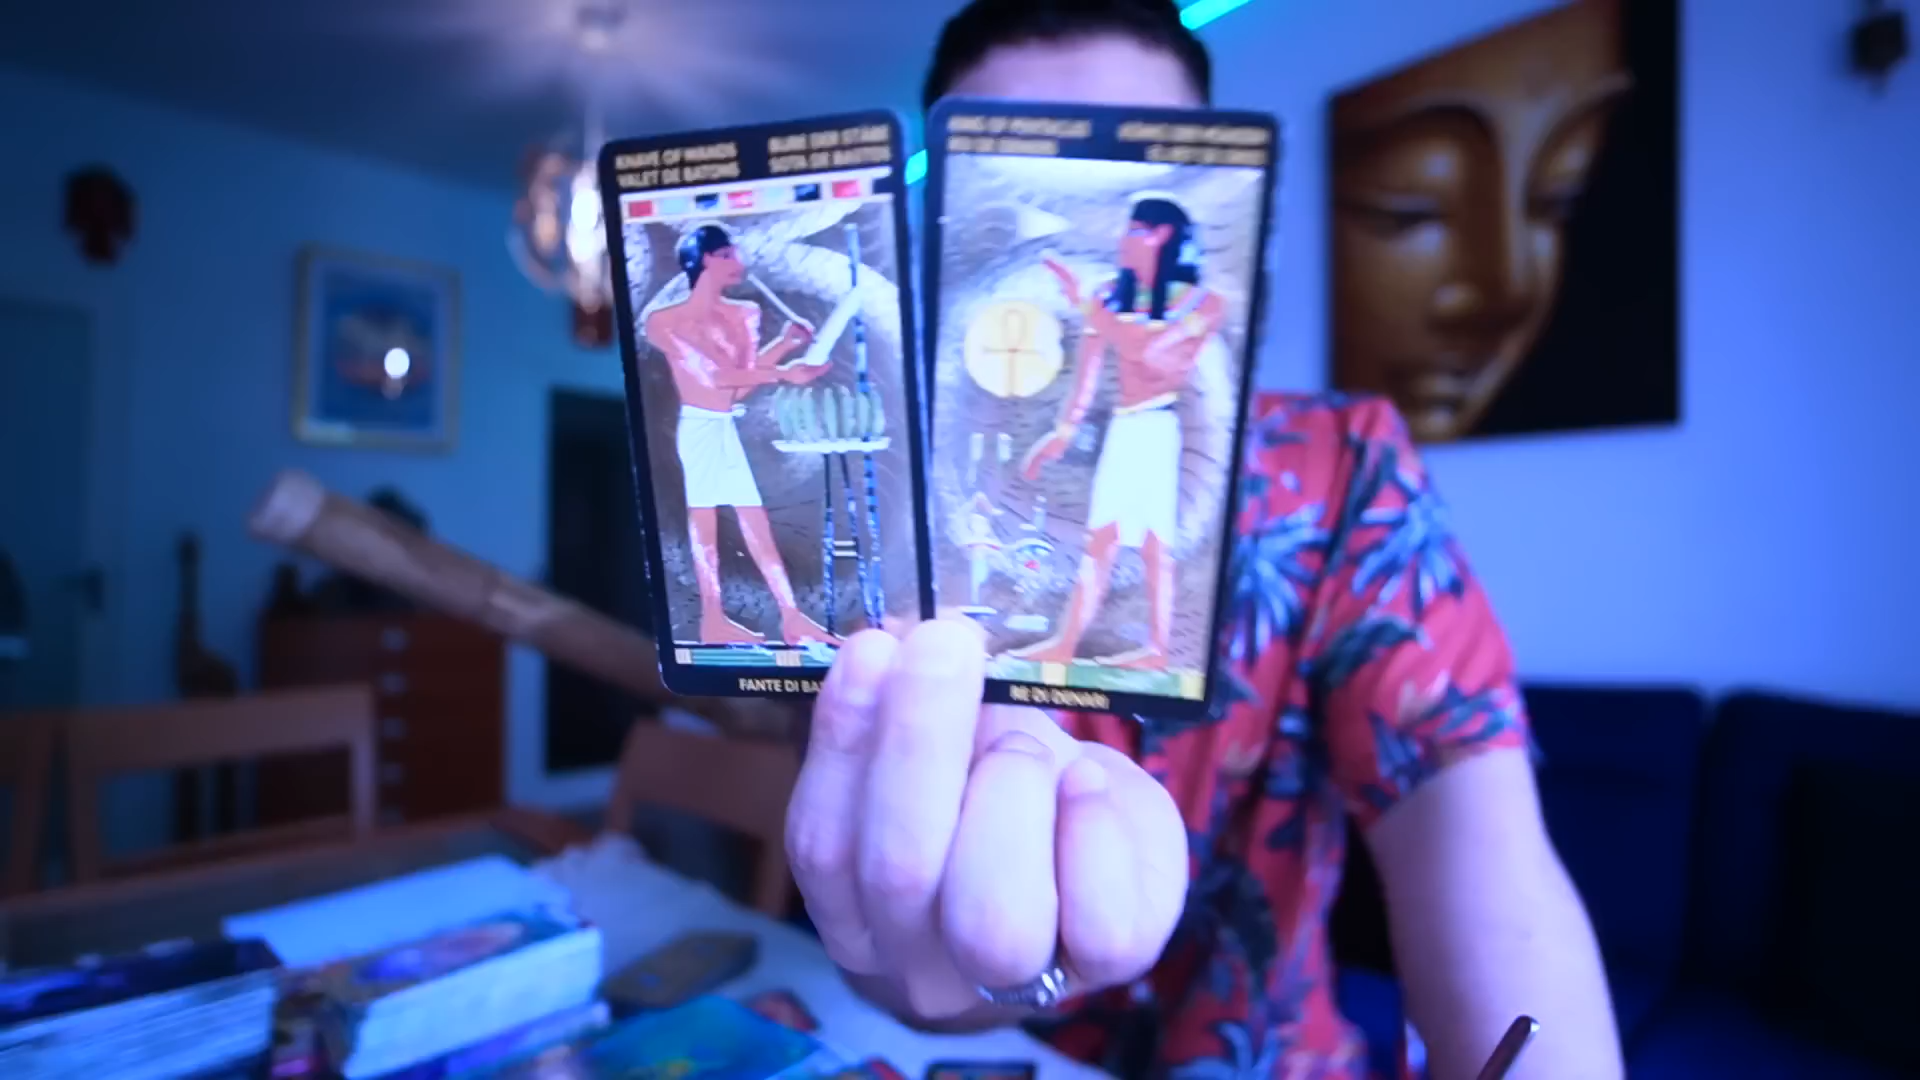 KNAVE OF WANDS
VALET DE BATONS
BUBE DER STÄBE
SOTA DE BASTOS
FANTE DI BA
KING OF PENTACLES
RE DI DENARI